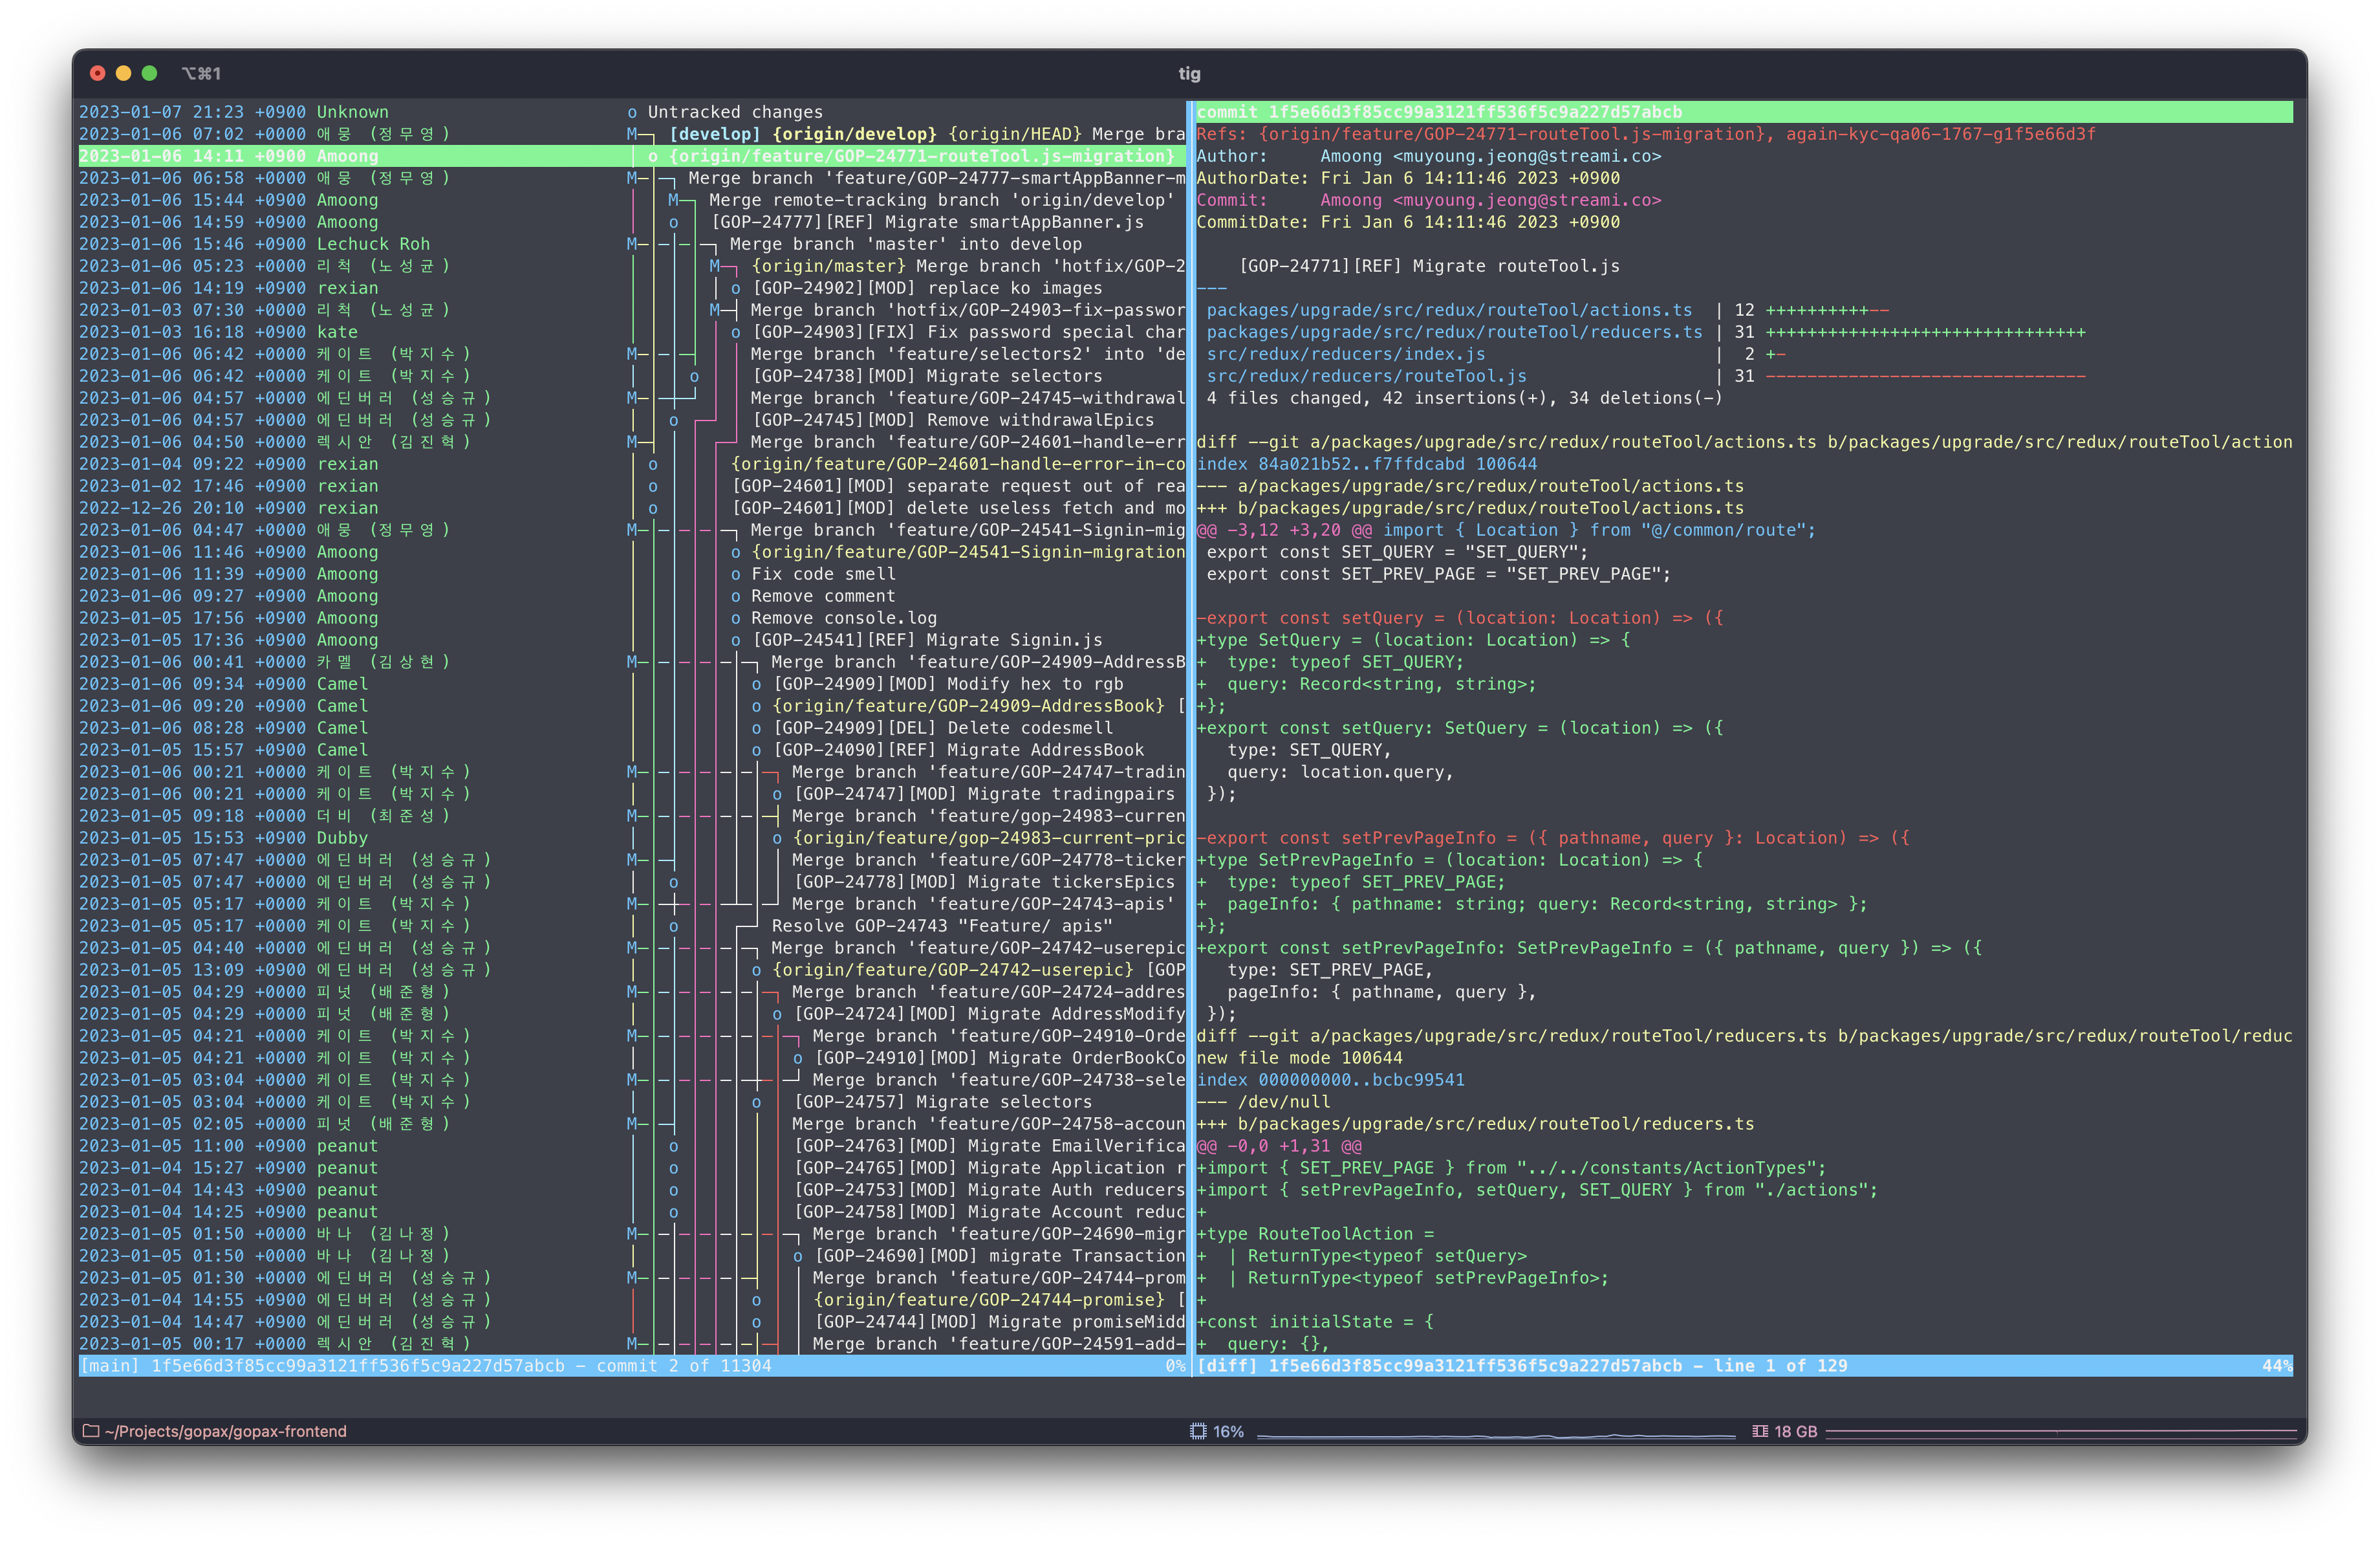 ⌥⌘1
tig
2023-01-07 21:23 +0900 Unknown o Untracked changes
2023-01-06 07:02 +0000 애몽 (정무영) M─┐ [develop] {origin/develop} {origin/HEAD} Merge bra
2023-01-06 14:11 +0900 Amoong │ o {origin/feature/GOP-24771-routeTool.js-migration}
2023-01-06 06:58 +0000 애몽 (정무영) M─│─┐ Merge branch 'feature/GOP-24777-smartAppBanner-m
2023-01-06 15:44 +0900 Amoong M─┐ Merge remote-tracking branch 'origin/develop'
2023-01-06 14:59 +0900 Amoong o [GOP-24777][REF] Migrate smartAppBanner.js
2023-01-06 15:46 +0900 Lechuck Roh M Merge branch 'master' into develop
2023-01-06 05:23 +0000 리척 (노성균) M─┐ {origin/master} Merge branch 'hotfix/GOP-2
2023-01-06 14:19 +0900 rexian o [GOP-24902][MOD] replace ko images
2023-01-03 07:30 +0000 리척 (노성균) M─┤ Merge branch 'hotfix/GOP-24903-fix-passwor
2023-01-03 16:18 +0900 kate o [GOP-24903][FIX] Fix password special char
2023-01-06 06:42 +0000 케이트 (박지수) M Merge branch 'feature/selectors2' into 'de
2023-01-06 06:42 +0000 케이트 (박지수) o [GOP-24738][MOD] Migrate selectors
2023-01-06 04:57 +0000 에딘버러 (성승규) M Merge branch 'feature/GOP-24745-withdrawal
2023-01-06 04:57 +0000 에딘버러 (성승규) o [GOP-24745][MOD] Remove withdrawalEpics
2023-01-06 04:50 +0000 렉시안 (김진혁) M Merge branch 'feature/GOP-24601-handle-err
2023-01-04 09:22 +0900 rexian o {origin/feature/GOP-24601-handle-error-in-co
2023-01-02 17:46 +0900 rexian o [GOP-24601][MOD] separate request out of rea
2022-12-26 20:10 +0900 rexian o [GOP-24601][MOD] delete useless fetch and mo
2023-01-06 04:47 +0000 애몽 (정무영) M Merge branch 'feature/GOP-24541-Signin-mig
2023-01-06 11:46 +0900 Amoong o {origin/feature/GOP-24541-Signin-migration
2023-01-06 11:39 +0900 Amoong o Fix code smell
2023-01-06 09:27 +0900 Amoong o Remove comment
2023-01-05 17:56 +0900 Amoong o Remove console.log
2023-01-05 17:36 +0900 Amoong o [GOP-24541][REF] Migrate Signin.js
2023-01-06 00:41 +0000 카멜 (김상현) M Merge branch 'feature/GOP-24909-AddressB
2023-01-06 09:34 +0900 Camel o [GOP-24909][MOD] Modify hex to rgb
2023-01-06 09:20 +0900 Camel o {origin/feature/GOP-24909-AddressBook} [
2023-01-06 08:28 +0900 Camel o [GOP-24909][DEL] Delete codesmell
2023-01-05 15:57 +0900 Camel o [GOP-24090][REF] Migrate AddressBook
2023-01-06 00:21 +0000 케이트 (박지수) M Merge branch 'feature/GOP-24747-tradin
2023-01-06 00:21 +0000 케이트 (박지수) o [GOP-24747][MOD] Migrate tradingpairs
2023-01-05 09:18 +0000 더비 (최준성) M Merge branch 'feature/gop-24983-curren
2023-01-05 15:53 +0900 Dubby o {origin/feature/gop-24983-current-pric
2023-01-05 07:47 +0000 에딘버러 (성승규) M Merge branch 'feature/GOP-24778-ticker
2023-01-05 07:47 +0000 에딘버러 (성승규) o [GOP-24778][MOD] Migrate tickersEpics
2023-01-05 05:17 +0000 케이트 (박지수) M Merge branch 'feature/GOP-24743-apis'
2023-01-05 05:17 +0000 케이트 (박지수) o Resolve GOP-24743 "Feature/ apis"
2023-01-05 04:40 +0000 에딘버러 (성승규) M Merge branch 'feature/GOP-24742-userepic
2023-01-05 13:09 +0900 에딘버러 (성승규) o {origin/feature/GOP-24742-userepic} [GOP
2023-01-05 04:29 +0000 피넛 (배준형) M Merge branch 'feature/GOP-24724-addres
2023-01-05 04:29 +0000 피넛 (배준형) o [GOP-24724][MOD] Migrate AddressModify
2023-01-05 04:21 +0000 케이트 (박지수) M Merge branch 'feature/GOP-24910-Orde
2023-01-05 04:21 +0000 케이트 (박지수) o [GOP-24910][MOD] Migrate OrderBookCo
2023-01-05 03:04 +0000 케이트 (박지수) M Merge branch 'feature/GOP-24738-sele
2023-01-05 03:04 +0000 케이트 (박지수) o [GOP-24757] Migrate selectors
2023-01-05 02:05 +0000 피넛 (배준형) M Merge branch 'feature/GOP-24758-accoun
2023-01-05 11:00 +0900 peanut o [GOP-24763][MOD] Migrate EmailVerifica
2023-01-04 15:27 +0900 peanut o [GOP-24765][MOD] Migrate Application r
2023-01-04 14:43 +0900 peanut o [GOP-24753][MOD] Migrate Auth reducers
2023-01-04 14:25 +0900 peanut o [GOP-24758][MOD] Migrate Account reduc
2023-01-05 01:50 +0000 바나 (김나정) M Merge branch 'feature/GOP-24690-migr
2023-01-05 01:50 +0000 바나 (김나정) o [GOP-24690][MOD] migrate Transaction
2023-01-05 01:30 +0000 에딘버러 (성승규) M Merge branch 'feature/GOP-24744-prom
2023-01-04 14:55 +0900 에딘버러 (성승규) o {origin/feature/GOP-24744-promise} [
2023-01-04 14:47 +0900 에딘버러 (성승규) o [GOP-24744][MOD] Migrate promiseMidd
2023-01-05 00:17 +0000 렉시안 (김진혁) M Merge branch 'feature/GOP-24591-add-
[main] 1f5e66d3f85cc99a3121ff536f5c9a227d57abcb - commit 2 of 11304 0%
commit 1f5e66d3f85cc99a3121ff536f5c9a227d57abcb
Refs: {origin/feature/GOP-24771-routeTool.js-migration}, again-kyc-qa06-1767-g1f5e66d3f
Author: Amoong <muyoung.jeong@streami.co>
AuthorDate: Fri Jan 6 14:11:46 2023 +0900
Commit: Amoong <muyoung.jeong@streami.co>
CommitDate: Fri Jan 6 14:11:46 2023 +0900
[GOP-24771][REF] Migrate routeTool.js
---
packages/upgrade/src/redux/routeTool/actions.ts | 12 ++++++++++--
packages/upgrade/src/redux/routeTool/reducers.ts | 31 +++++++++++++++++++++++++++++++
src/redux/reducers/index.js | 2 +-
src/redux/reducers/routeTool.js | 31 -------------------------------
4 files changed, 42 insertions(+), 34 deletions(-)
diff --git a/packages/upgrade/src/redux/routeTool/actions.ts b/packages/upgrade/src/redux/routeTool/action
index 84a021b52..f7ffdcabd 100644
--- a/packages/upgrade/src/redux/routeTool/actions.ts
+++ b/packages/upgrade/src/redux/routeTool/actions.ts
@@ -3,12 +3,20 @@ import { Location } from "@/common/route";
export const SET_QUERY = "SET_QUERY";
export const SET_PREV_PAGE = "SET_PREV_PAGE";
-export const setQuery = (location: Location) => ({
+type SetQuery = (location: Location) => {
+  type: typeof SET_QUERY;
+  query: Record<string, string>;
+};
+export const setQuery: SetQuery = (location) => ({
type: SET_QUERY,
query: location.query,
});
-export const setPrevPageInfo = ({ pathname, query }: Location) => ({
+type SetPrevPageInfo = (location: Location) => {
+  type: typeof SET_PREV_PAGE;
+  pageInfo: { pathname: string; query: Record<string, string> };
+};
+export const setPrevPageInfo: SetPrevPageInfo = ({ pathname, query }) => ({
type: SET_PREV_PAGE,
pageInfo: { pathname, query },
});
diff --git a/packages/upgrade/src/redux/routeTool/reducers.ts b/packages/upgrade/src/redux/routeTool/reduc
new file mode 100644
index 000000000..bcbc99541
--- /dev/null
+++ b/packages/upgrade/src/redux/routeTool/reducers.ts
@@ -0,0 +1,31 @@
+import { SET_PREV_PAGE } from "../../constants/ActionTypes";
+import { setPrevPageInfo, setQuery, SET_QUERY } from "./actions";
+
+type RouteToolAction =
+  | ReturnType<typeof setQuery>
+  | ReturnType<typeof setPrevPageInfo>;
+
+const initialState = {
+  query: {},
[diff] 1f5e66d3f85cc99a3121ff536f5c9a227d57abcb - line 1 of 129 44%
~/Projects/gopax/gopax-frontend
16%
18 GB